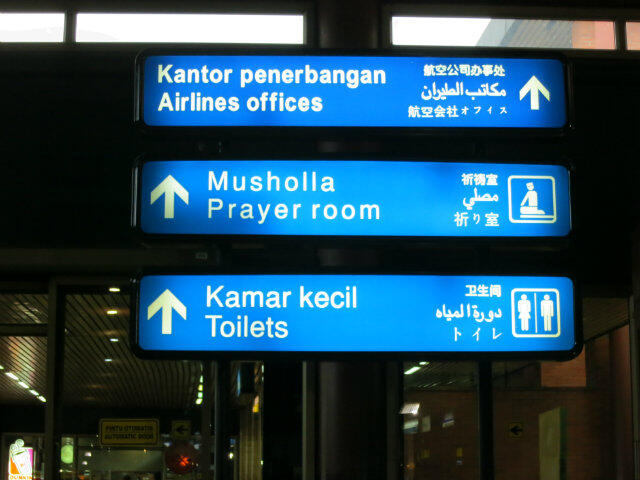 Kantor penerbangan
Airlines offices
航空公司办事处
مكاتب الطيران
航空会社オフィス
Musholla
Prayer room
祈祷室
مصلي
祈り室
Kamar kecil
Toilets
卫生间
دورة المياه
トイレ
PINTU OTOMATIS
AUTOMATIC DOOR